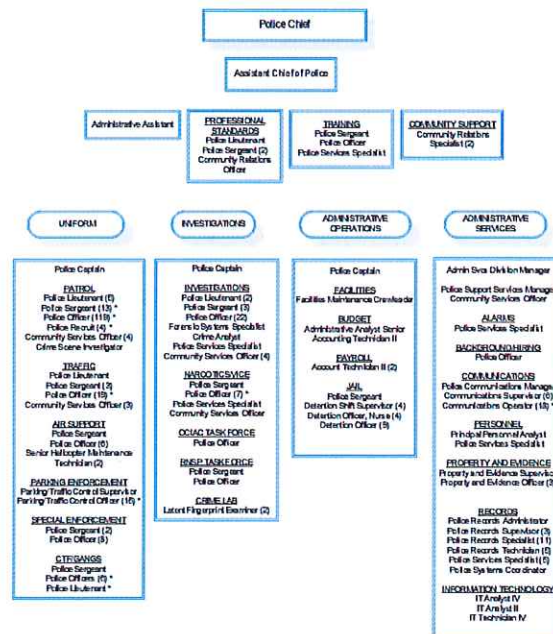 Police Chief
Assistant Chief of Police
Administrative Assistant
PROFESSIONAL
STANDARDS
Police Lieutenant
Police Sergeant (2)
Community Relations
Officer
TRAINING
Police Sergeant
Police Officer
Police Services Specialist
COMMUNITY SUPPORT
Community Relations
Specialist (2)
UNIFORM
Police Captain
PATROL
Police Lieutenant (6)
Police Sergeant (13) *
Police Officer (119) *
Police Recruit (4) *
Community Services Officer (4)
Crime Scene Investigator
TRAFFIC
Police Lieutenant
Police Sergeant (3)
Police Officer (19) *
Community Services Officer (3)
AIR SUPPORT
Police Sergeant
Police Officer (6)
Senior Helicopter Maintenance
Technician (2)
PARKING ENFORCEMENT
Parking/Traffic Control Supervisor
Parking/Traffic Control Officer (16) *
SPECIAL ENFORCEMENT
Police Sergeant (2)
Police Officer (8)
CTF/GANGS
Police Sergeant
Police Officers (6) *
Police Lieutenant *
INVESTIGATIONS
Police Captain
INVESTIGATIONS
Police Lieutenant (2)
Police Sergeant (3)
Police Officer (22)
Forensic Systems Specialist
Crime Analyst
Police Services Specialist
Community Services Officer (4)
NARCOTICS/VICE
Police Sergeant
Police Officer (7) *
Police Services Specialist
Community Services Officer
OCIAC TASK FORCE
Police Officer
RNSP TASK FORCE
Police Sergeant
Police Officer
CRIME LAB
Latent Fingerprint Examiner (2)
ADMINISTRATIVE
OPERATIONS
Police Captain
FACILITIES
Facilities Maintenance Crewleader
BUDGET
Administrative Analyst Senior
Accounting Technician II
PAYROLL
Account Technician II (2)
JAIL
Police Sergeant
Detention Shift Supervisor (4)
Detention Officer, Nurse (4)
Detention Officer (9)
ADMINISTRATIVE
SERVICES
Admin Svcs Division Manager
Police Support Services Manage
Community Services Officer
ALARMS
Police Services Specialist
BACKGROUND/HIRING
Police Officer
COMMUNICATIONS
Police Communications Manage
Communications Supervisor (6)
Communications Operator (18) *
PERSONNEL
Principal Personnel Analyst
Police Services Specialist
PROPERTY AND EVIDENCE
Property and Evidence Superviso
Property and Evidence Officer (3
RECORDS
Police Records Administrator
Police Records Supervisor (3)
Police Records Specialist (11)
Police Records Technician (8)
Police Services Specialist (6)
Police Systems Coordinator
INFORMATION TECHNOLOGY
IT Analyst IV
IT Analyst II
IT Technician IV